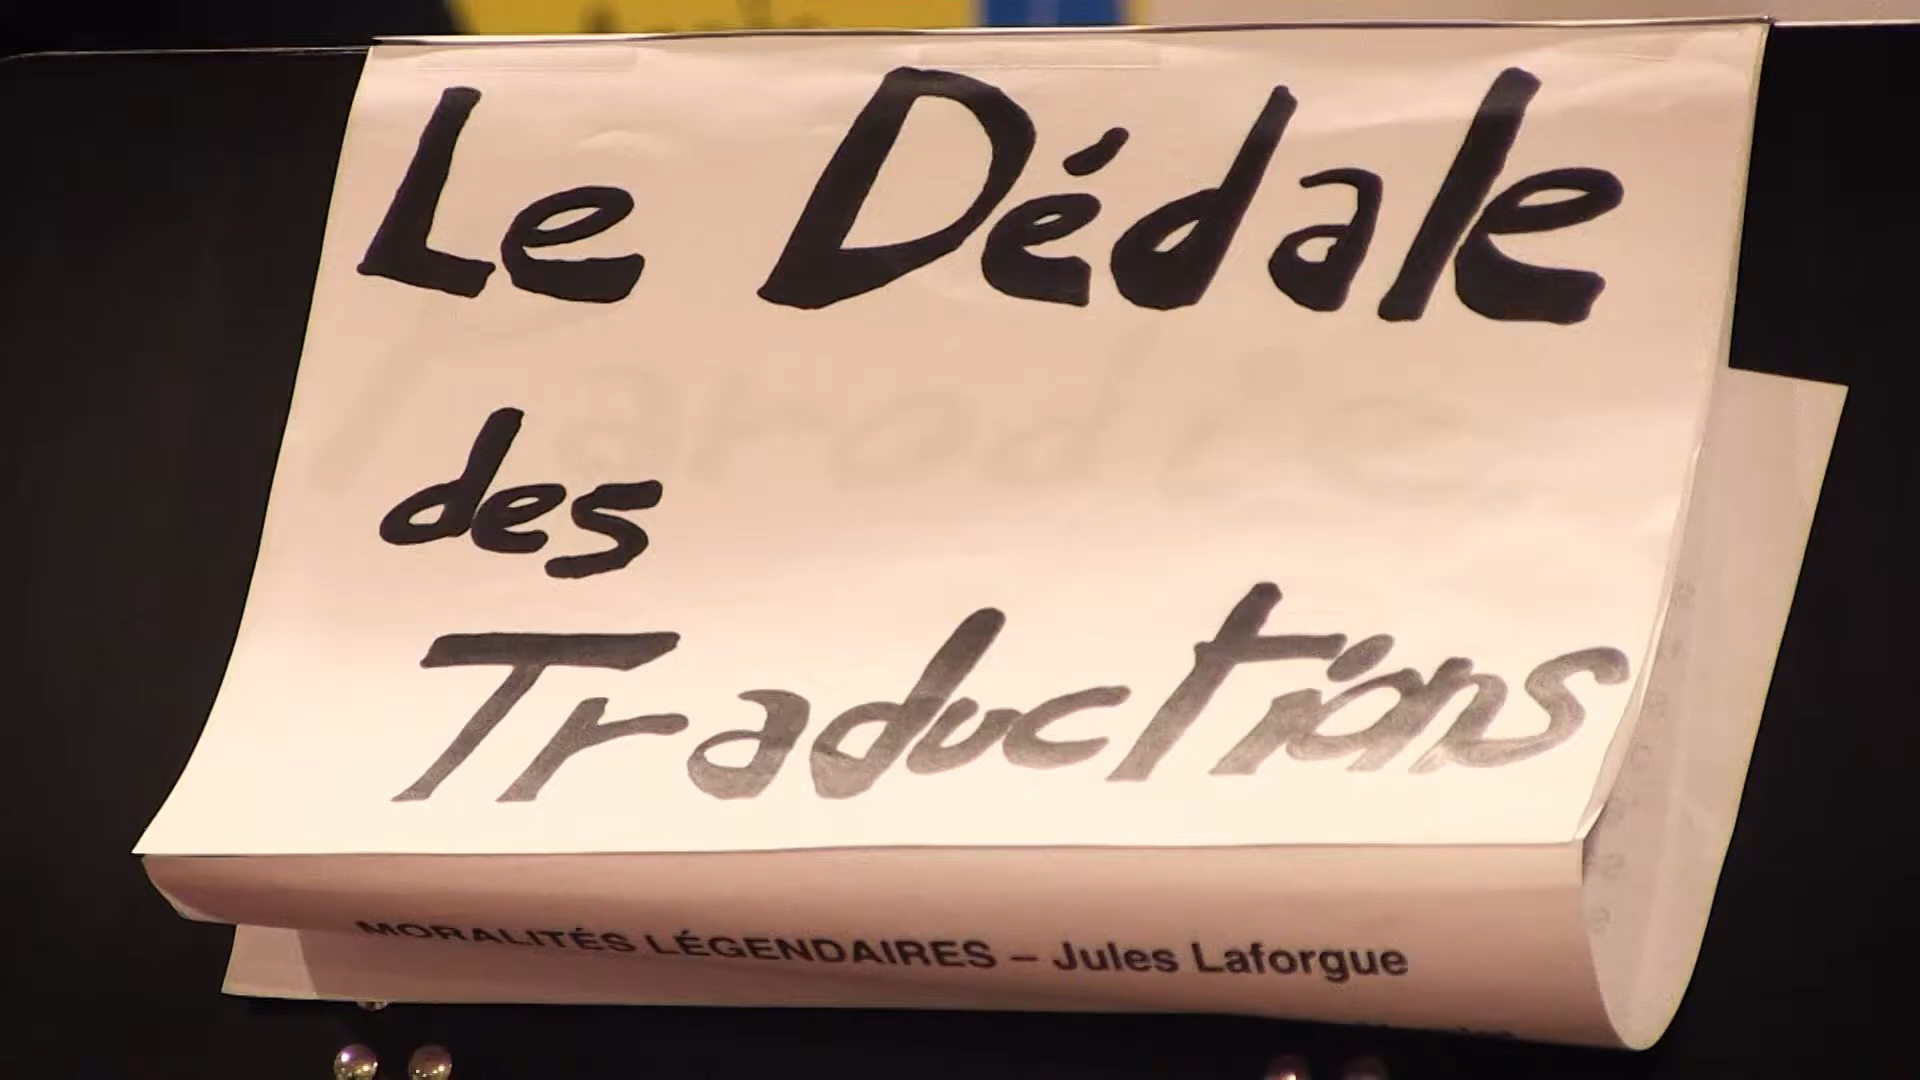 Le Dédale
des
Traductions
MORALITÉS LÉGENDAIRES – Jules Laforgue